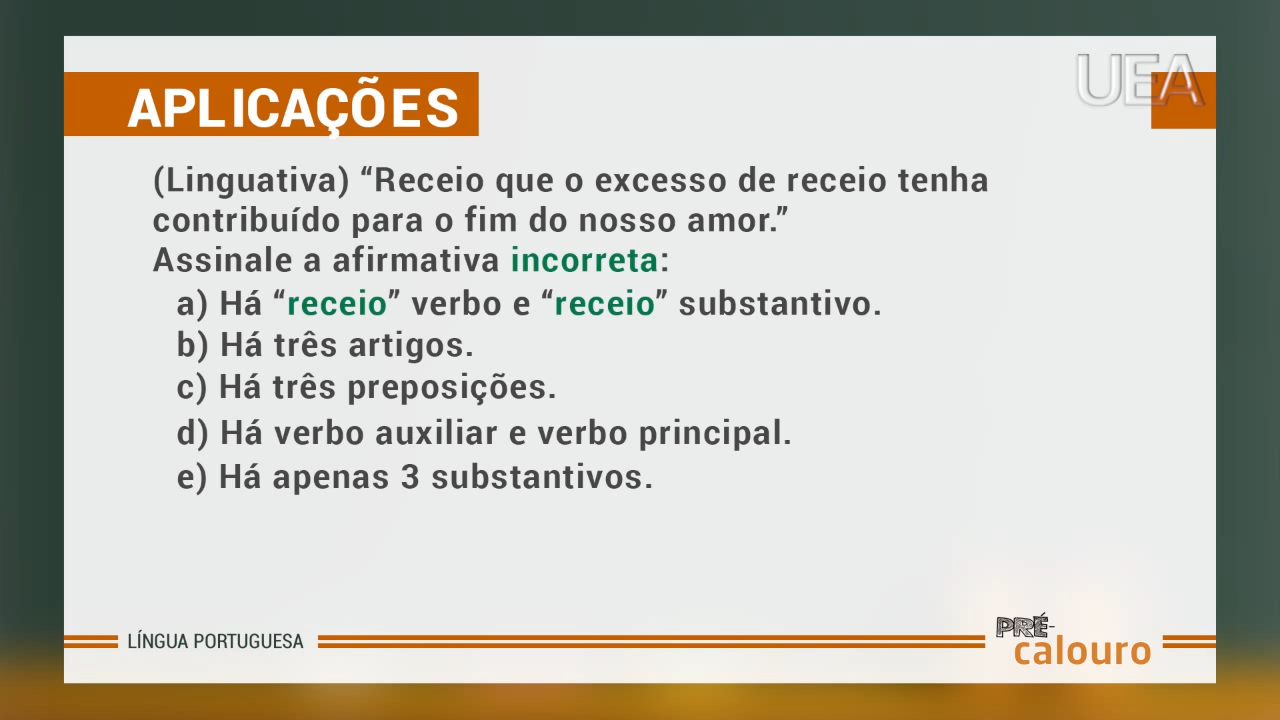 UEA
APLICAÇÕES
(Linguativa) “Receio que o excesso de receio tenha
contribuído para o fim do nosso amor.”
Assinale a afirmativa incorreta:
a) Há “receio” verbo e “receio” substantivo.
b) Há três artigos.
c) Há três preposições.
d) Há verbo auxiliar e verbo principal.
e) Há apenas 3 substantivos.
LÍNGUA PORTUGUESA
PRÉ-
calouro